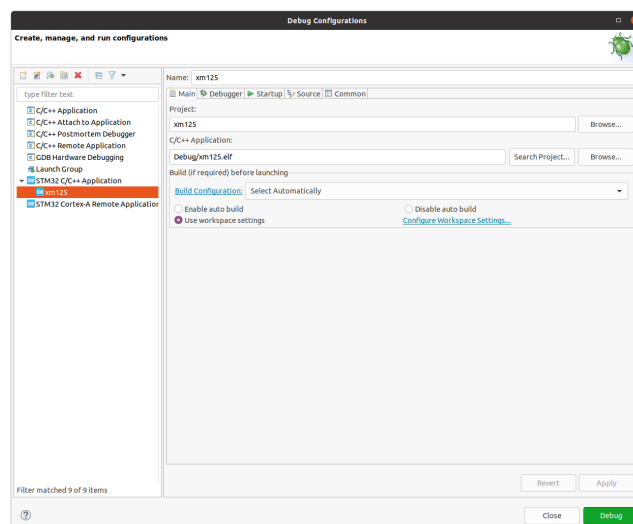 Debug Configurations
Create, manage, and run configurations
type filter text
C/C++ Application
C/C++ Attach to Application
C/C++ Postmortem Debugger
C/C++ Remote Application
GDB Hardware Debugging
Launch Group
STM32 C/C++ Application
xm125
STM32 Cortex-A Remote Application
Filter matched 9 of 9 items
Name: xm125
Main Debugger Startup Source Common
Project:
xm125 Browse...
C/C++ Application:
Debug/xm125.elf Search Project... Browse...
Build (if required) before launching
Build Configuration: Select Automatically
Enable auto build Disable auto build
Use workspace settings Configure Workspace Settings...
Revert Apply
Close Debug